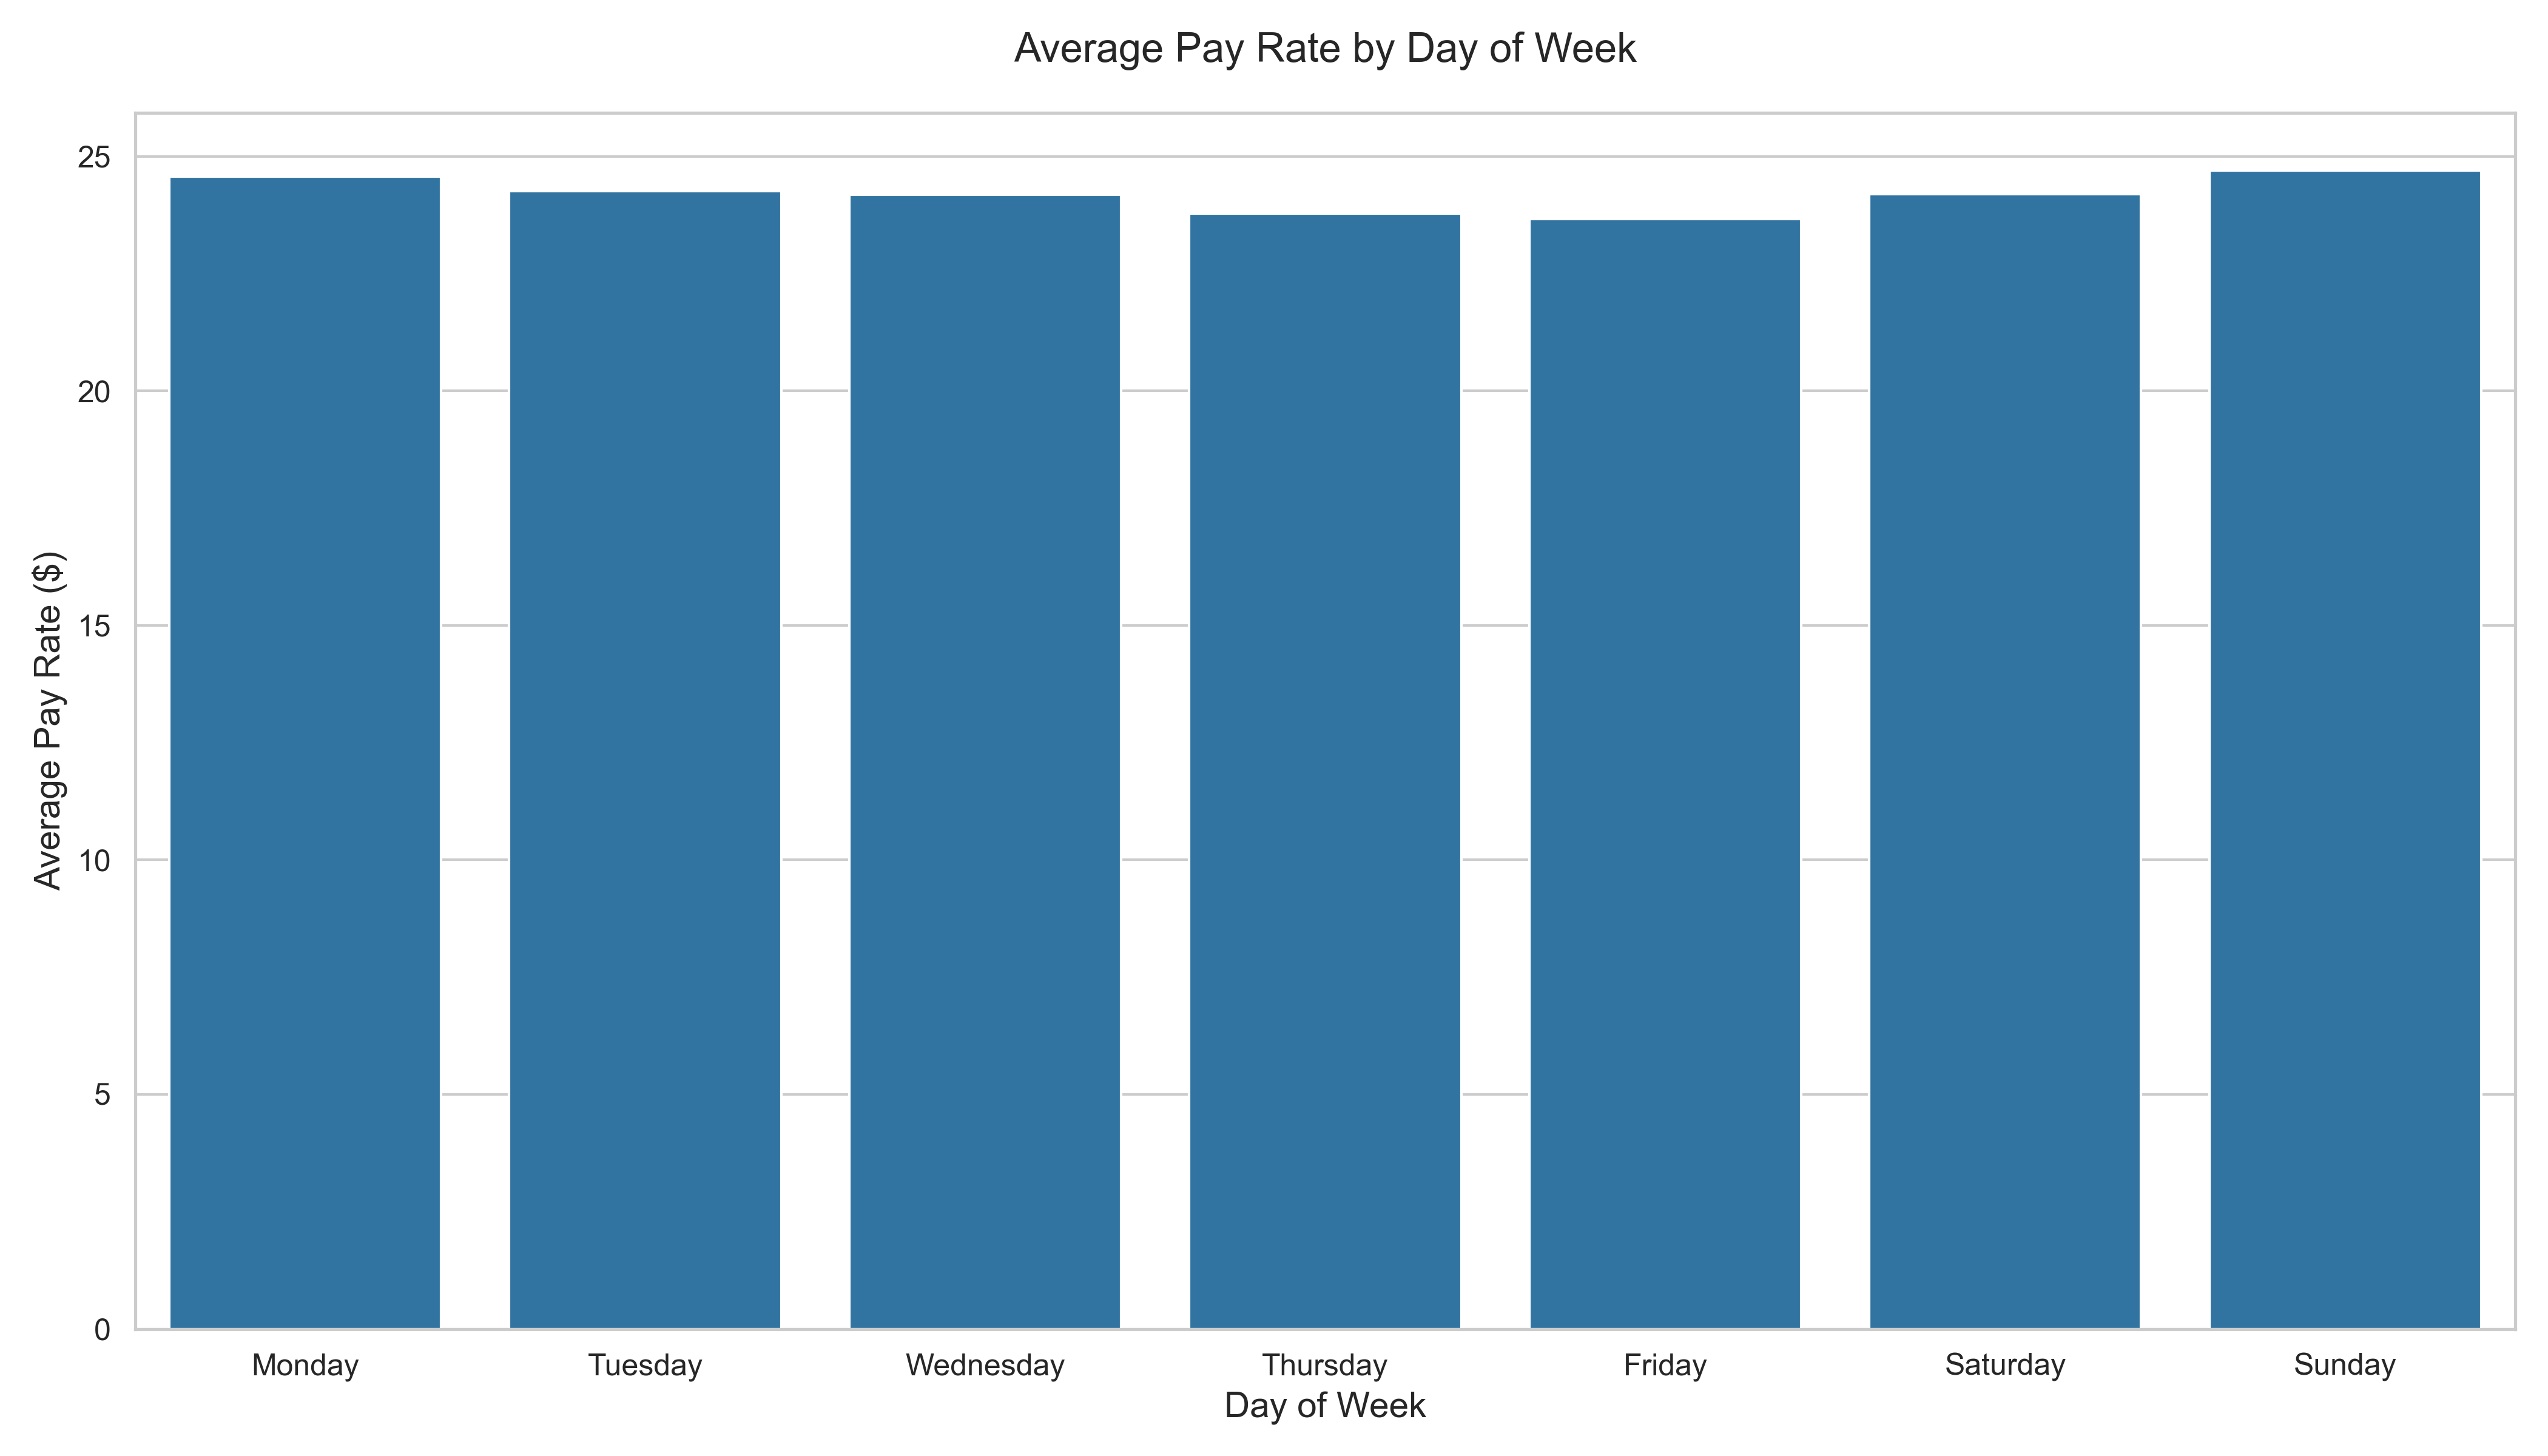 Average Pay Rate by Day of Week
Average Pay Rate ($)
25
20
15
10
5
0
Monday Tuesday Wednesday Thursday Friday Saturday Sunday
Day of Week